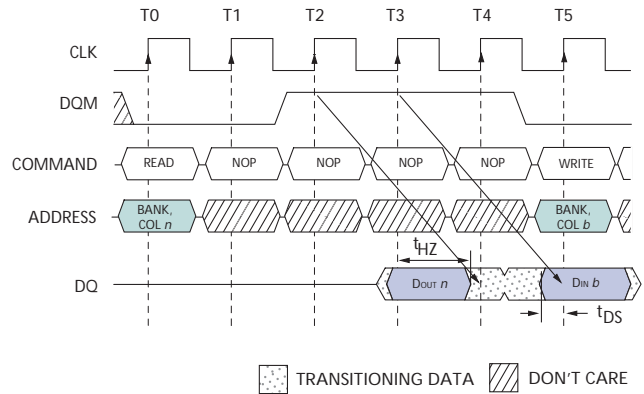 T0 T1 T2 T3 T4 T5
CLK
DQM
COMMAND READ NOP NOP NOP NOP WRITE
ADDRESS BANK, COL n BANK, COL b
tHZ
DQ DOUT n DIN b
tDS
TRANSITIONING DATA DON'T CARE